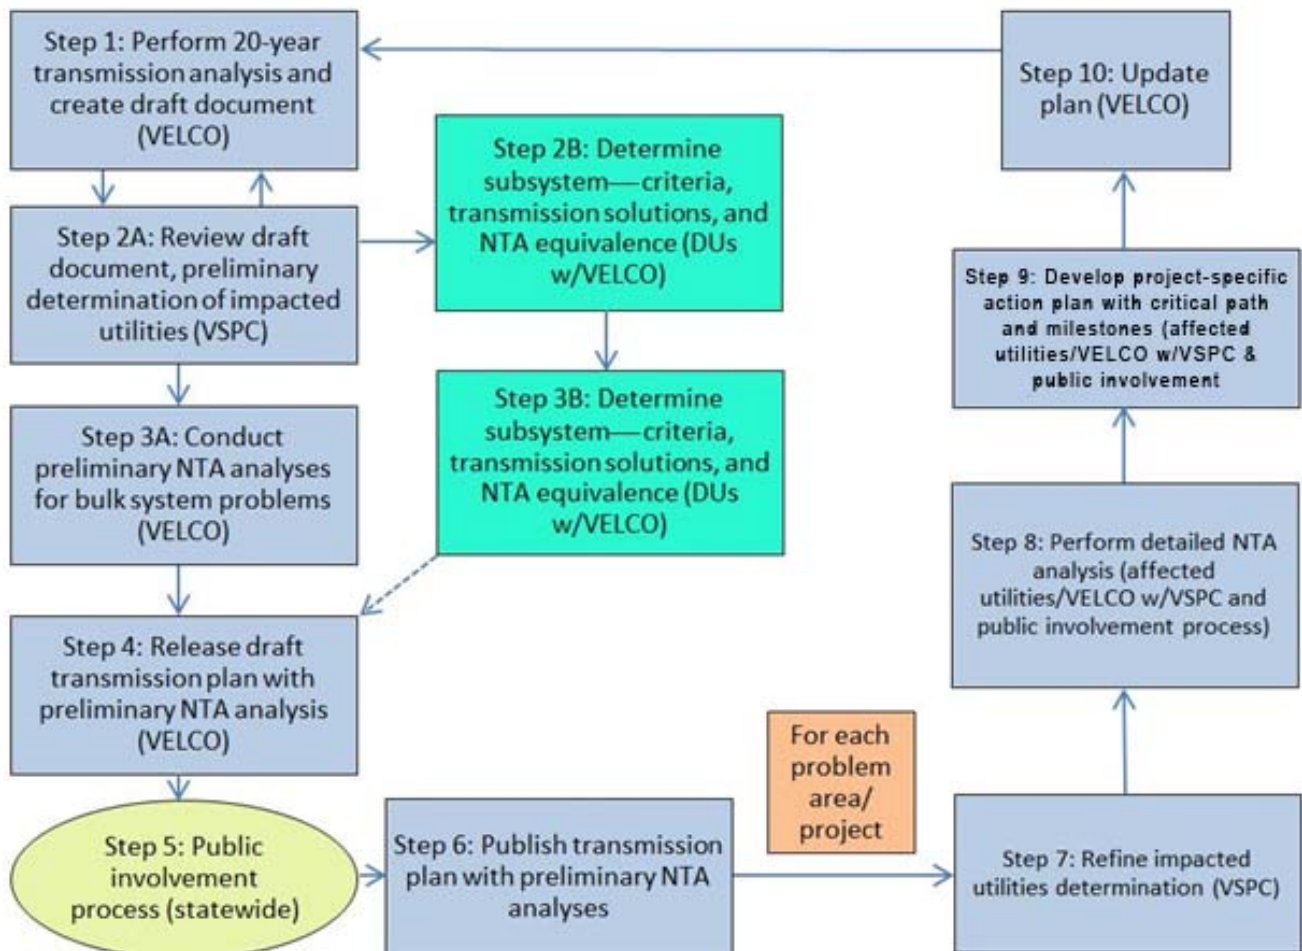 Step 1: Perform 20-year
transmission analysis and
create draft document
(VELCO)
Step 2A: Review draft
document, preliminary
determination of impacted
utilities (VSPC)
Step 2B: Determine
subsystem—criteria,
transmission solutions, and
NTA equivalence (DUs
w/VELCO)
Step 3A: Conduct
preliminary NTA analyses
for bulk system problems
(VELCO)
Step 3B: Determine
subsystem—criteria,
transmission solutions, and
NTA equivalence (DUs
w/VELCO)
Step 4: Release draft
transmission plan with
preliminary NTA analysis
(VELCO)
Step 5: Public
involvement
process (statewide)
Step 6: Publish transmission
plan with preliminary NTA
analyses
For each
problem
area/
project
Step 7: Refine impacted
utilities determination (VSPC)
Step 8: Perform detailed NTA
analysis (affected
utilities/VELCO w/VSPC and
public involvement process)
Step 9: Develop project-specific
action plan with critical path
and milestones (affected
utilities/VELCO w/VSPC &
public involvement
Step 10: Update
plan (VELCO)